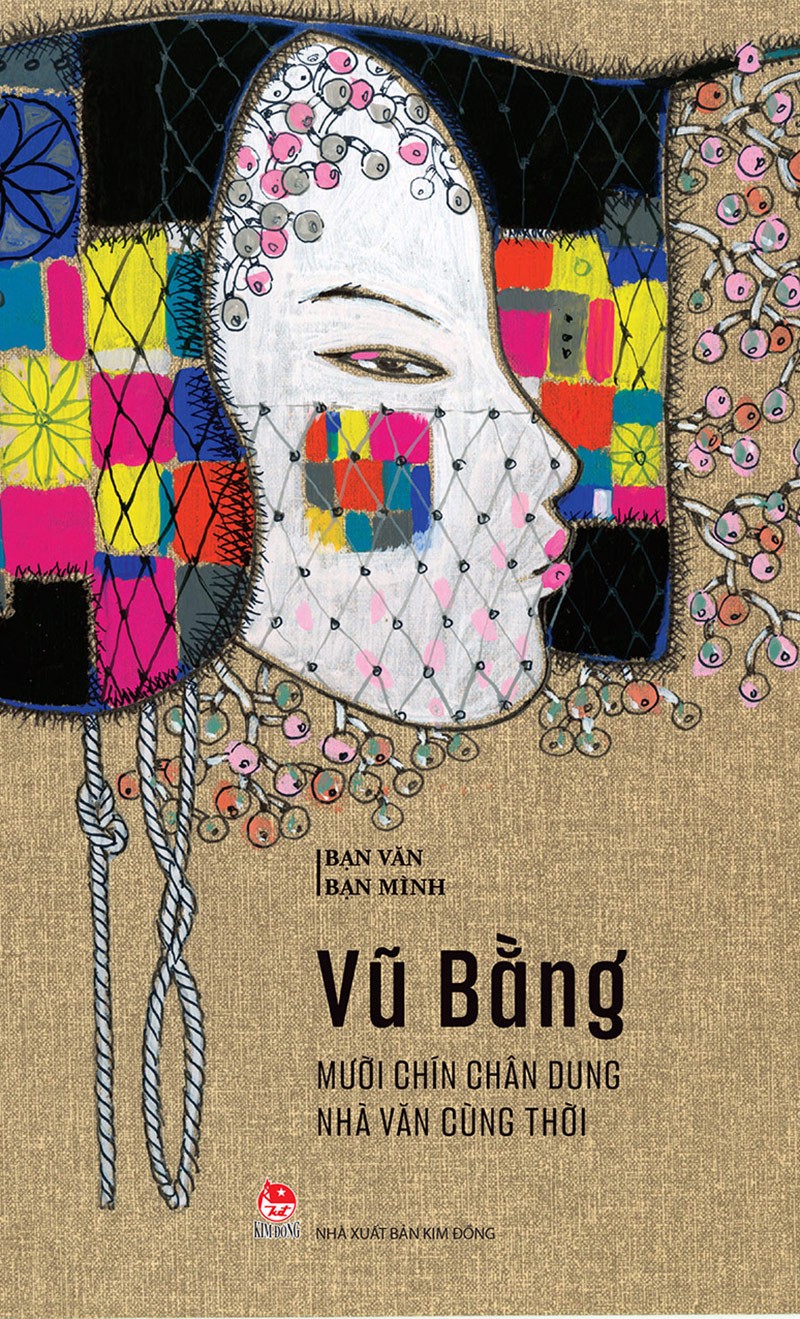 BẠN VĂN
BẠN MÌNH
Vũ Bằng
MƯỜI CHÍN CHÂN DUNG
NHÀ VĂN CÙNG THỜI
KIM ĐỒNG
NHÀ XUẤT BẢN KIM ĐỒNG